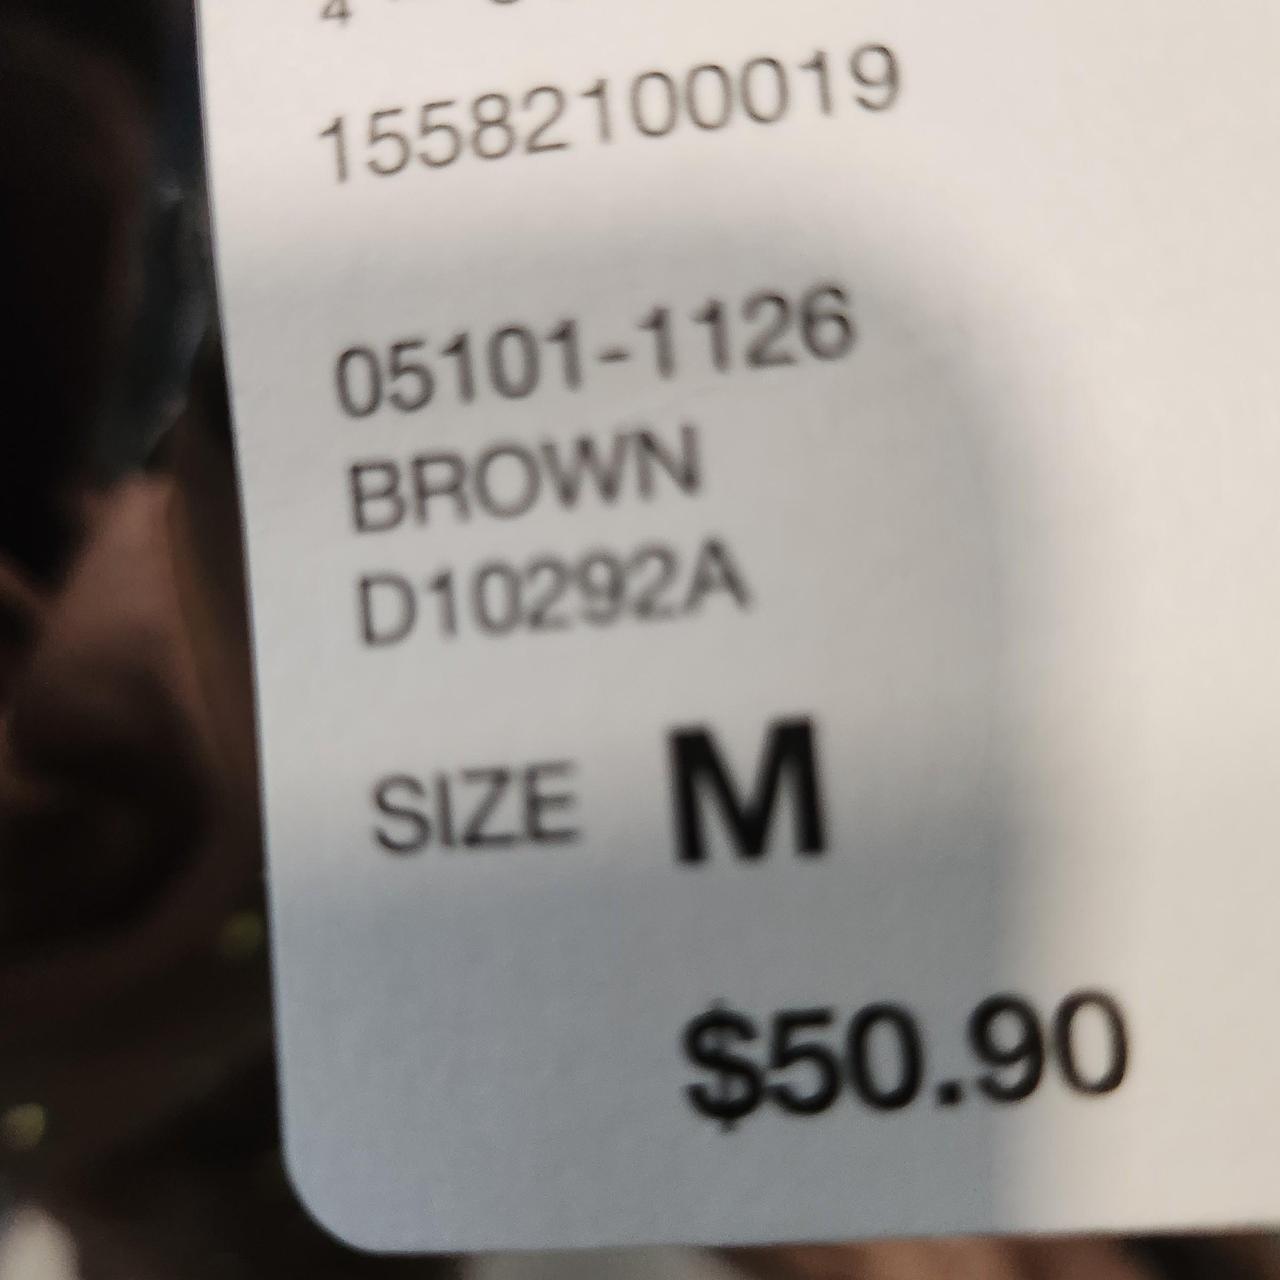 15582100019
05101-1126
BROWN
D10292A
SIZE M
$50.90